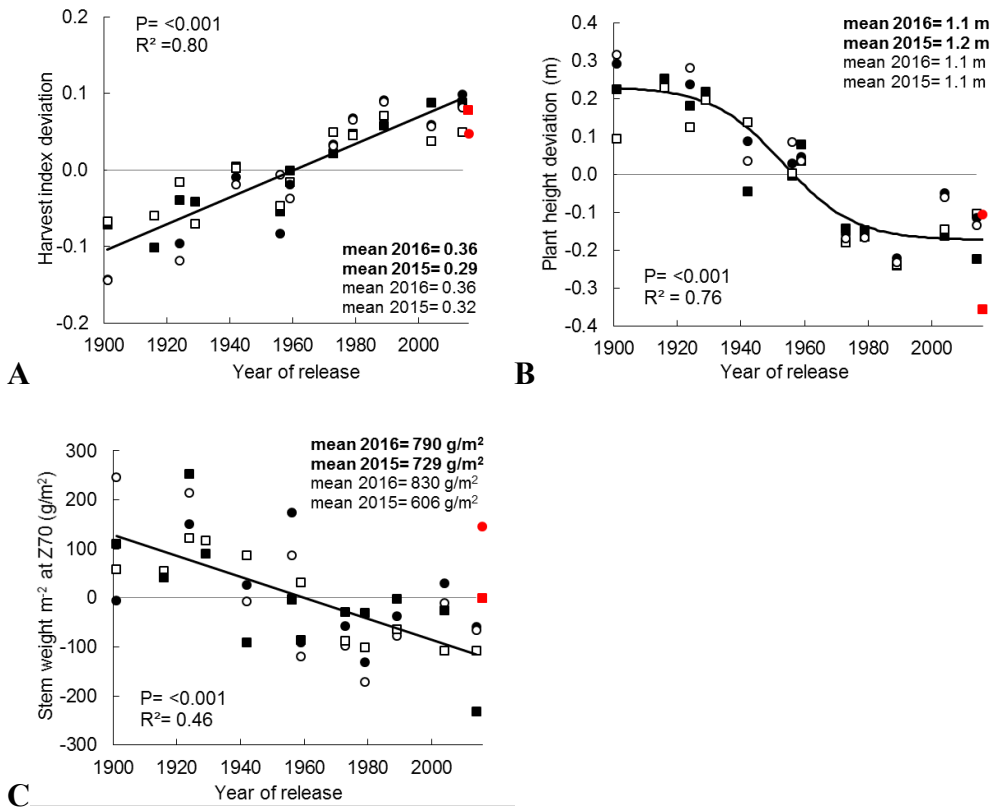 P= <0.001
R² =0.80
mean 2016= 0.36
mean 2015= 0.29
mean 2016= 0.36
mean 2015= 0.32
Harvest index deviation
0.2
0.1
0.0
-0.1
-0.2
1900 1920 1940 1960 1980 2000
Year of release
A
mean 2016= 1.1 m
mean 2015= 1.2 m
mean 2016= 1.1 m
mean 2015= 1.1 m
P= <0.001
R² = 0.76
Plant height deviation (m)
0.4
0.3
0.2
0.1
0.0
-0.1
-0.2
-0.3
-0.4
1900 1920 1940 1960 1980 2000
Year of release
B
mean 2016= 790 g/m²
mean 2015= 729 g/m²
mean 2016= 830 g/m²
mean 2015= 606 g/m²
P= <0.001
R²= 0.46
Stem weight m⁻² at Z70 (g/m²)
300
200
100
0
-100
-200
-300
1900 1920 1940 1960 1980 2000
Year of release
C